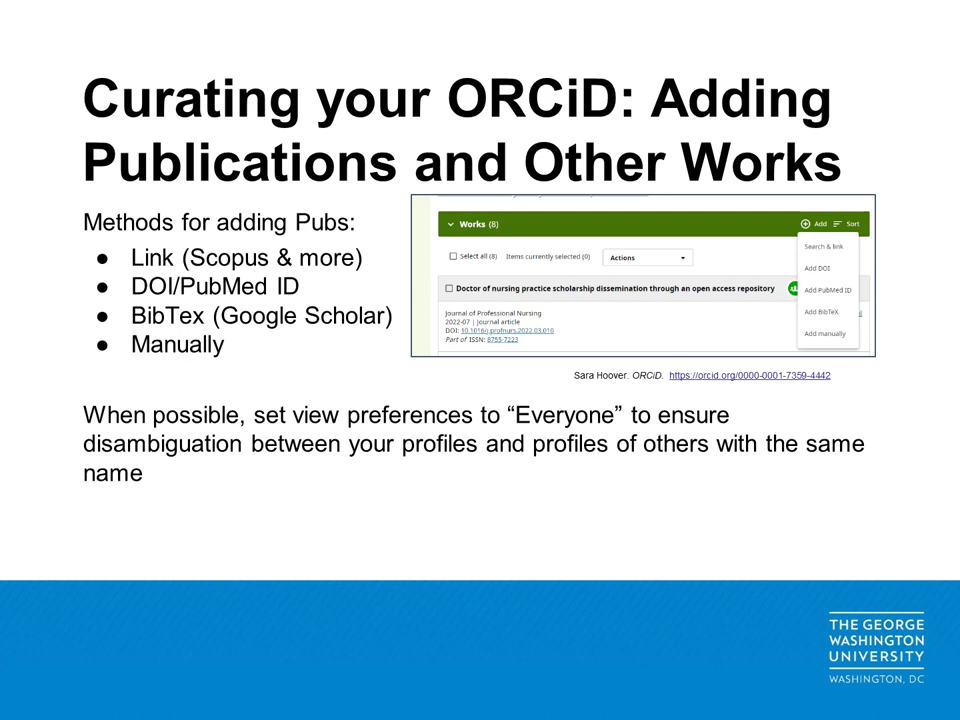 Curating your ORCiD: Adding
Publications and Other Works
Methods for adding Pubs:
● Link (Scopus & more)
● DOI/PubMed ID
● BibTex (Google Scholar)
● Manually
Works (8)
Add
Sort
Select all (8)
Items currently selected (0)
Actions
Search & link
Add DOI
Add PubMed ID
Add BibTeX
Add manually
Doctor of nursing practice scholarship dissemination through an open access repository
Journal of Professional Nursing
2022-07 | Journal article
DOI: 10.1016/j.profnurs.2022.03.010
Part of ISSN: 8755-7223
Sara Hoover. ORCiD. https://orcid.org/0000-0001-7359-4442
When possible, set view preferences to “Everyone” to ensure
disambiguation between your profiles and profiles of others with the same
name
THE GEORGE
WASHINGTON
UNIVERSITY
WASHINGTON, DC